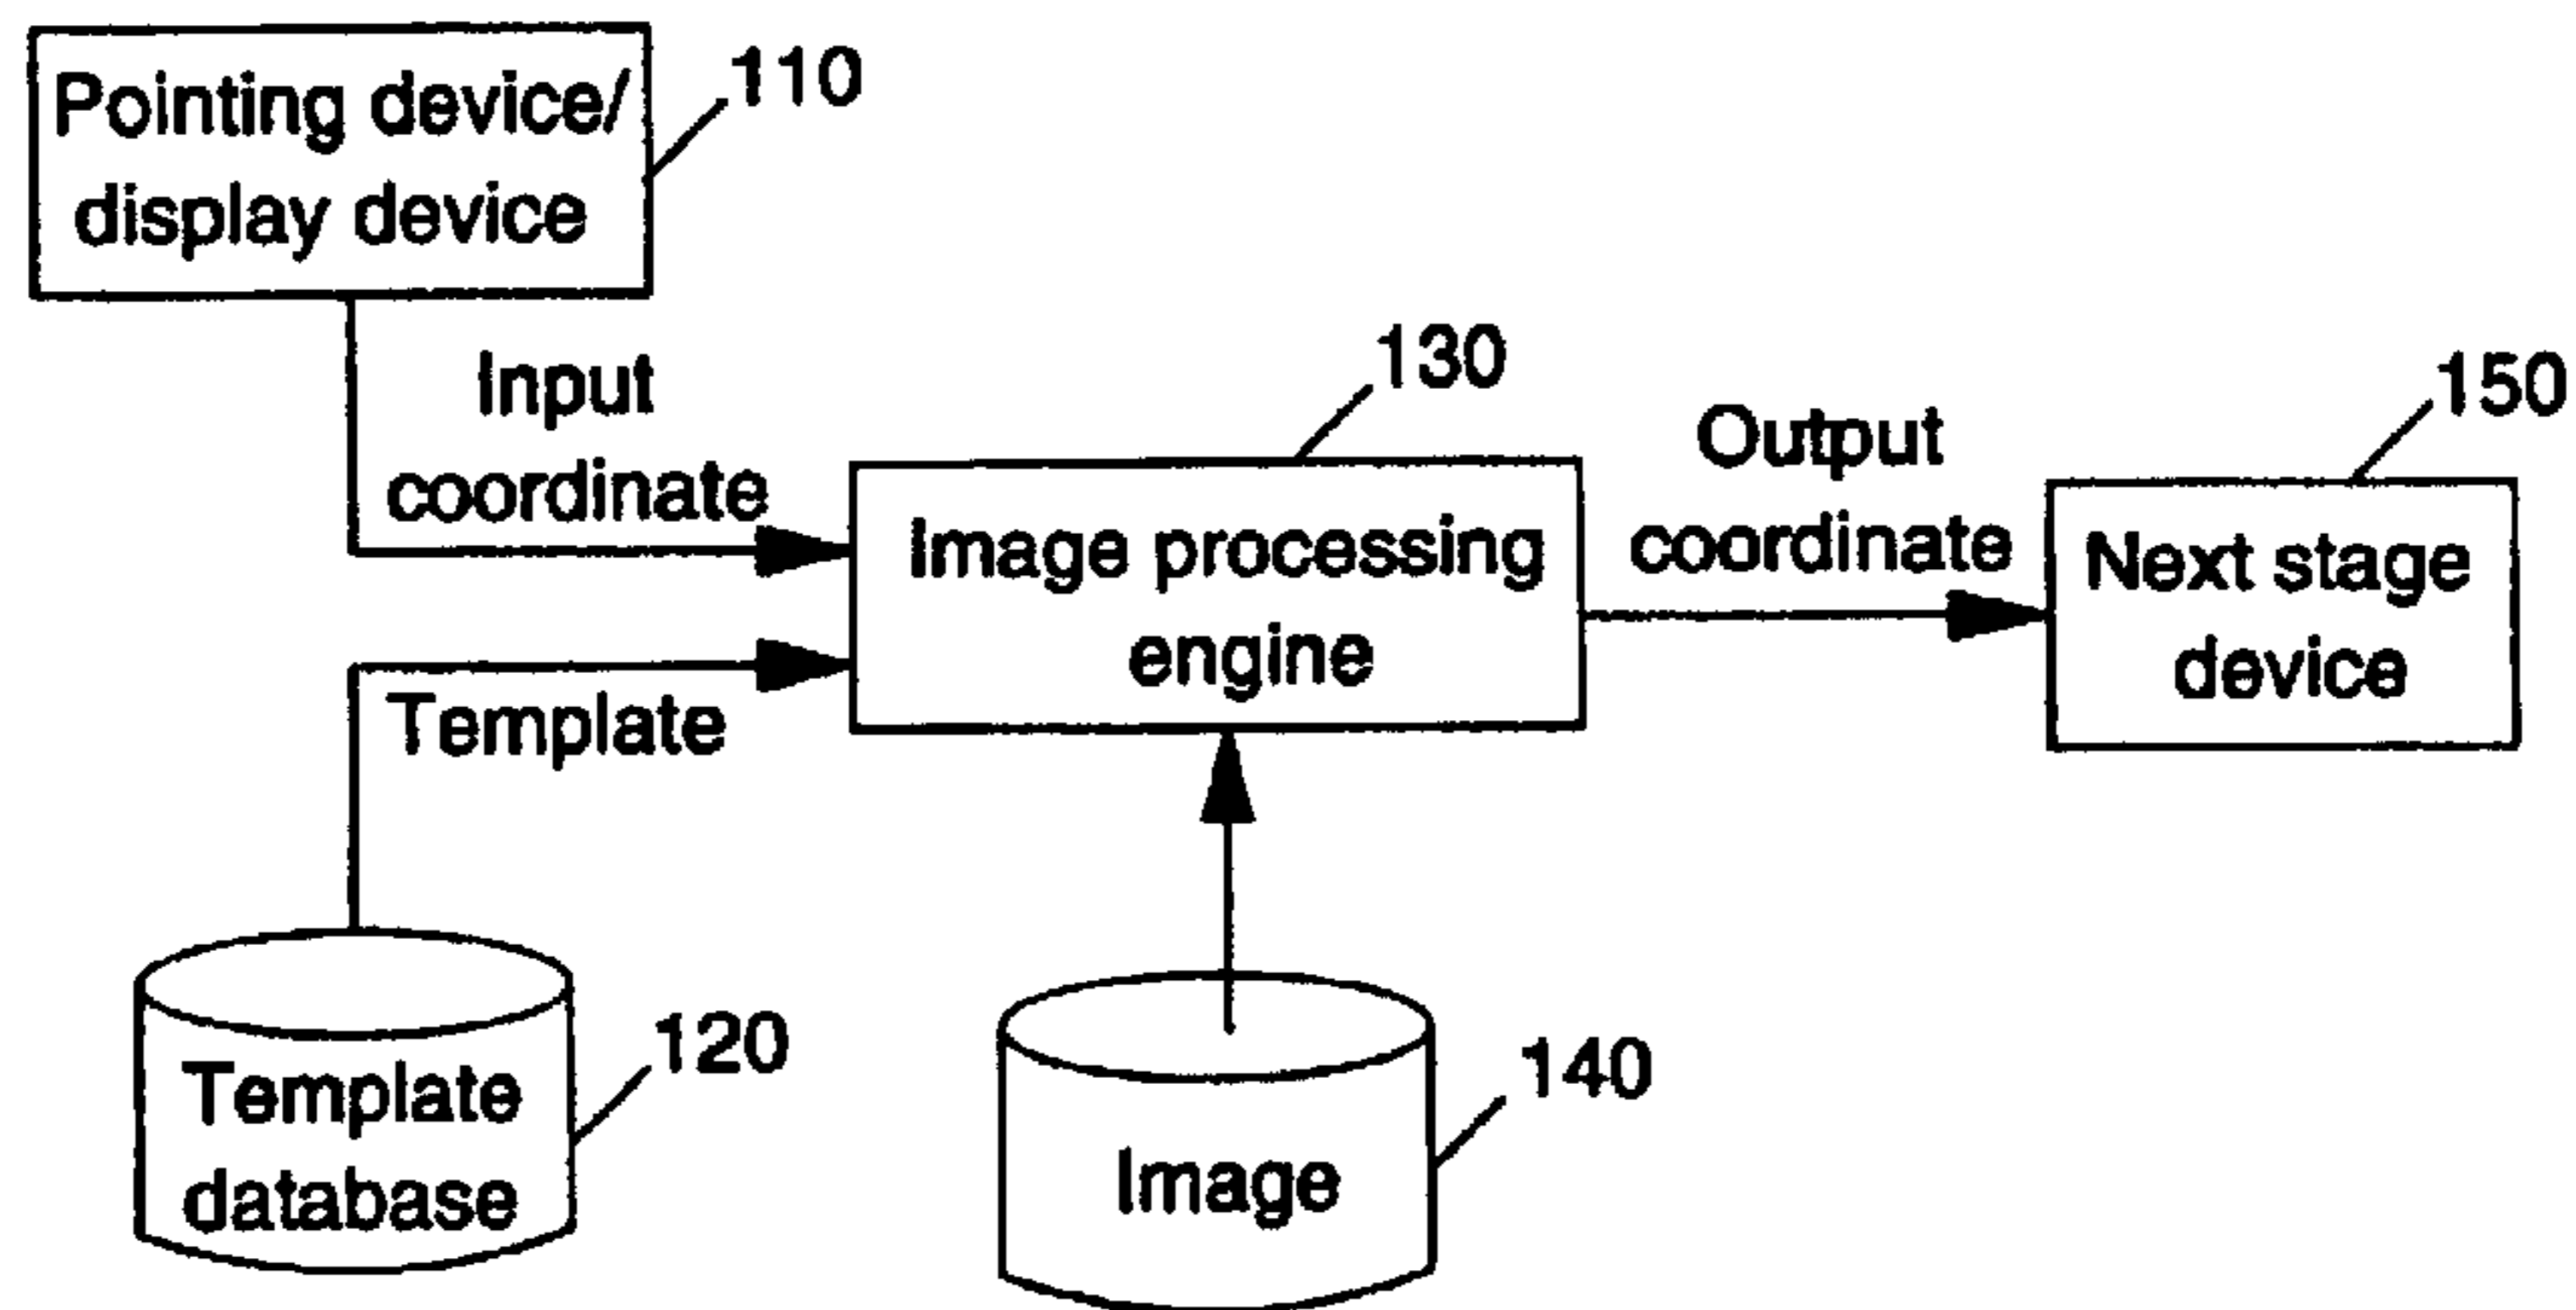 Pointing device/
display device
110
Input
coordinate
130
Image processing
engine
Output
coordinate
150
Next stage
device
Template
Template
database
120
Image
140